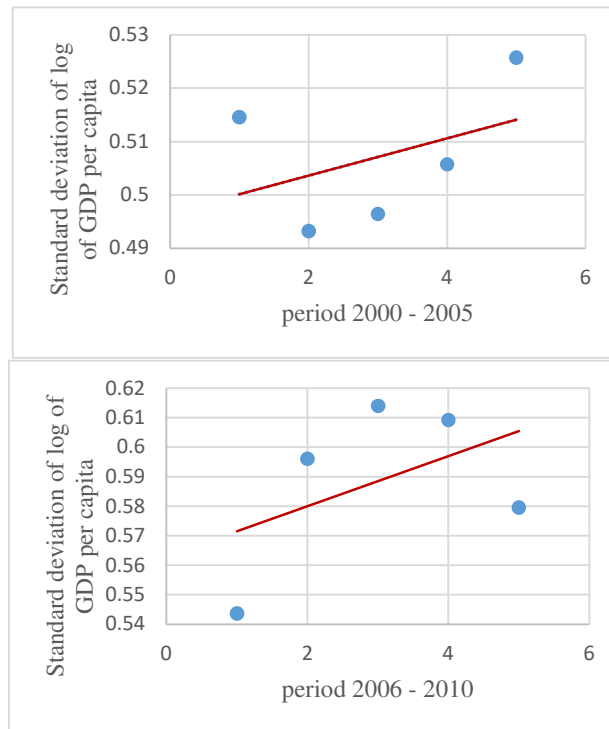 0.53
0.52
0.51
0.5
0.49
0 2 4 6
Standard deviation of log
of GDP per capita
period 2000 - 2005
0.62
0.61
0.6
0.59
0.58
0.57
0.56
0.55
0.54
0 2 4 6
Standard deviation of log of
GDP per capita
period 2006 - 2010